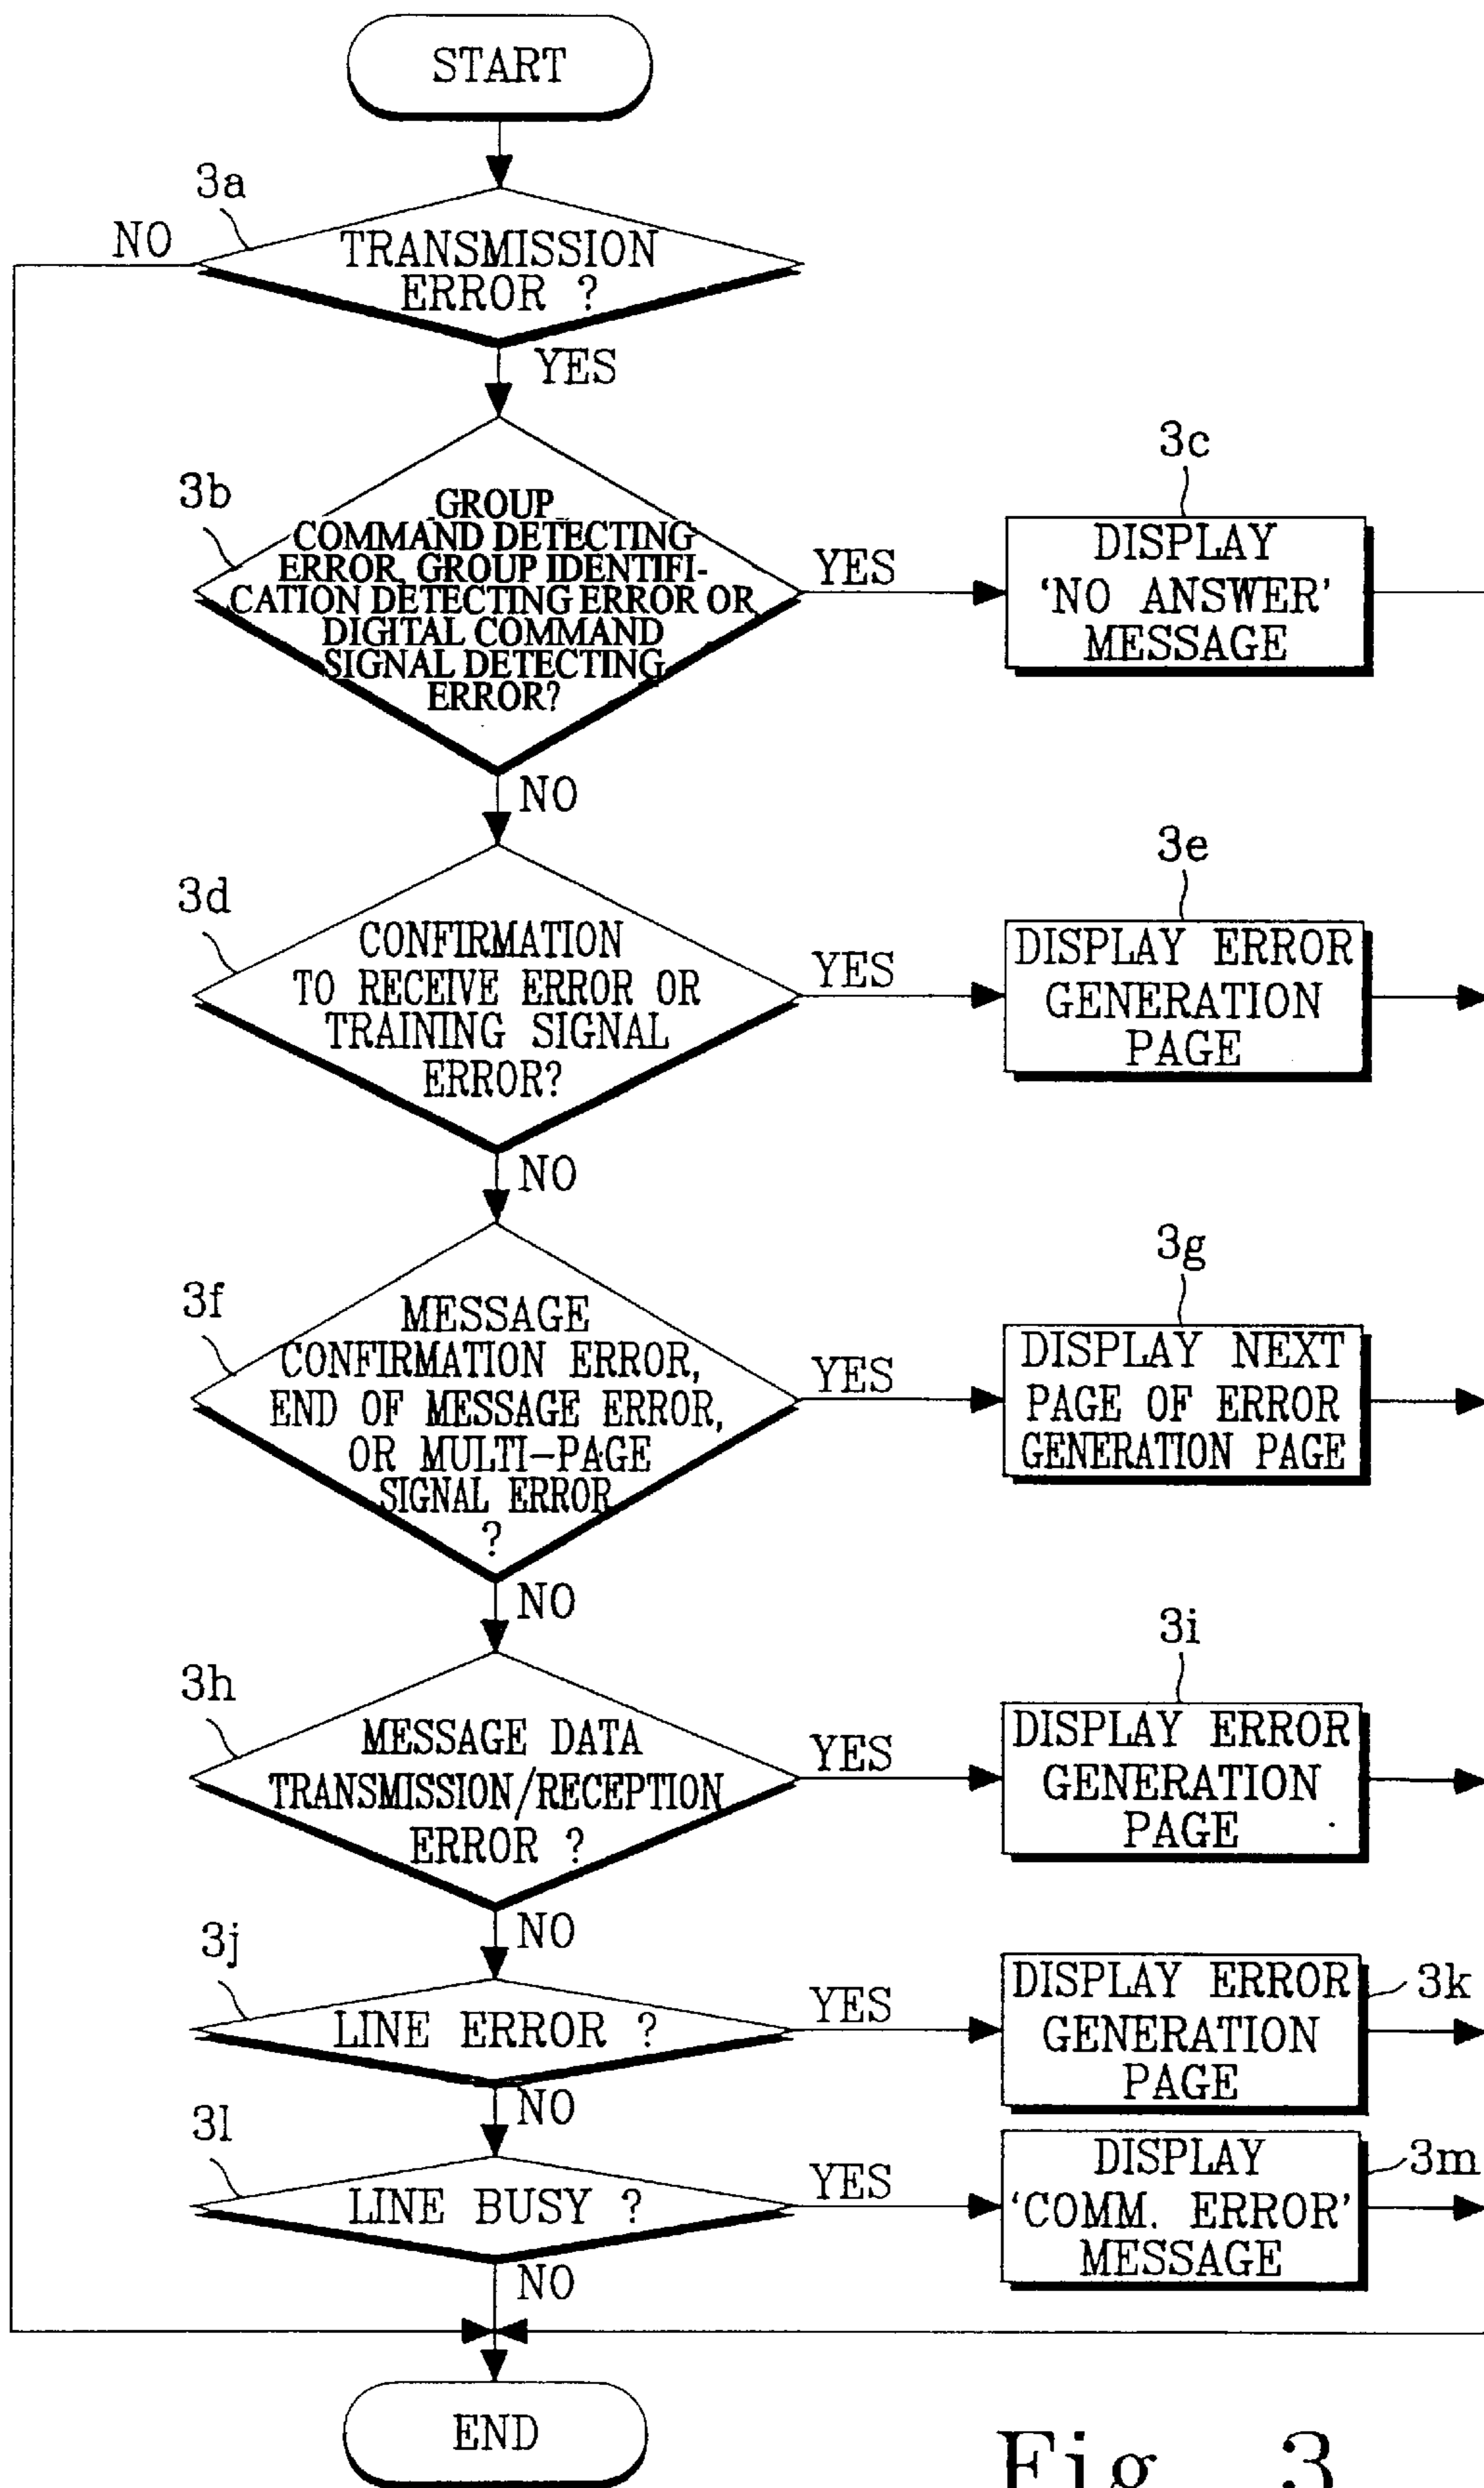 START
3a
NO
TRANSMISSION
ERROR ?
YES
3b
GROUP
COMMAND DETECTING
ERROR, GROUP IDENTIFI-
CATION DETECTING ERROR OR
DIGITAL COMMAND
SIGNAL DETECTING
ERROR?
YES
3c
DISPLAY
'NO ANSWER'
MESSAGE
NO
3d
CONFIRMATION
TO RECEIVE ERROR OR
TRAINING SIGNAL
ERROR?
YES
3e
DISPLAY ERROR
GENERATION
PAGE
NO
3f
MESSAGE
CONFIRMATION ERROR,
END OF MESSAGE ERROR,
OR MULTI-PAGE
SIGNAL ERROR
?
YES
3g
DISPLAY NEXT
PAGE OF ERROR
GENERATION PAGE
NO
3h
MESSAGE DATA
TRANSMISSION/RECEPTION
ERROR ?
YES
3i
DISPLAY ERROR
GENERATION
PAGE
NO
3j
LINE ERROR ?
YES
DISPLAY ERROR
GENERATION
PAGE
3k
NO
3l
LINE BUSY ?
YES
DISPLAY
'COMM. ERROR'
MESSAGE
3m
NO
END
Fig. 3